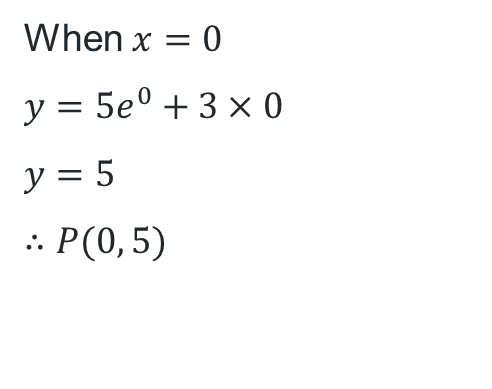 When x = 0
y = 5e⁰ + 3 × 0
y = 5
∴ P(0, 5)